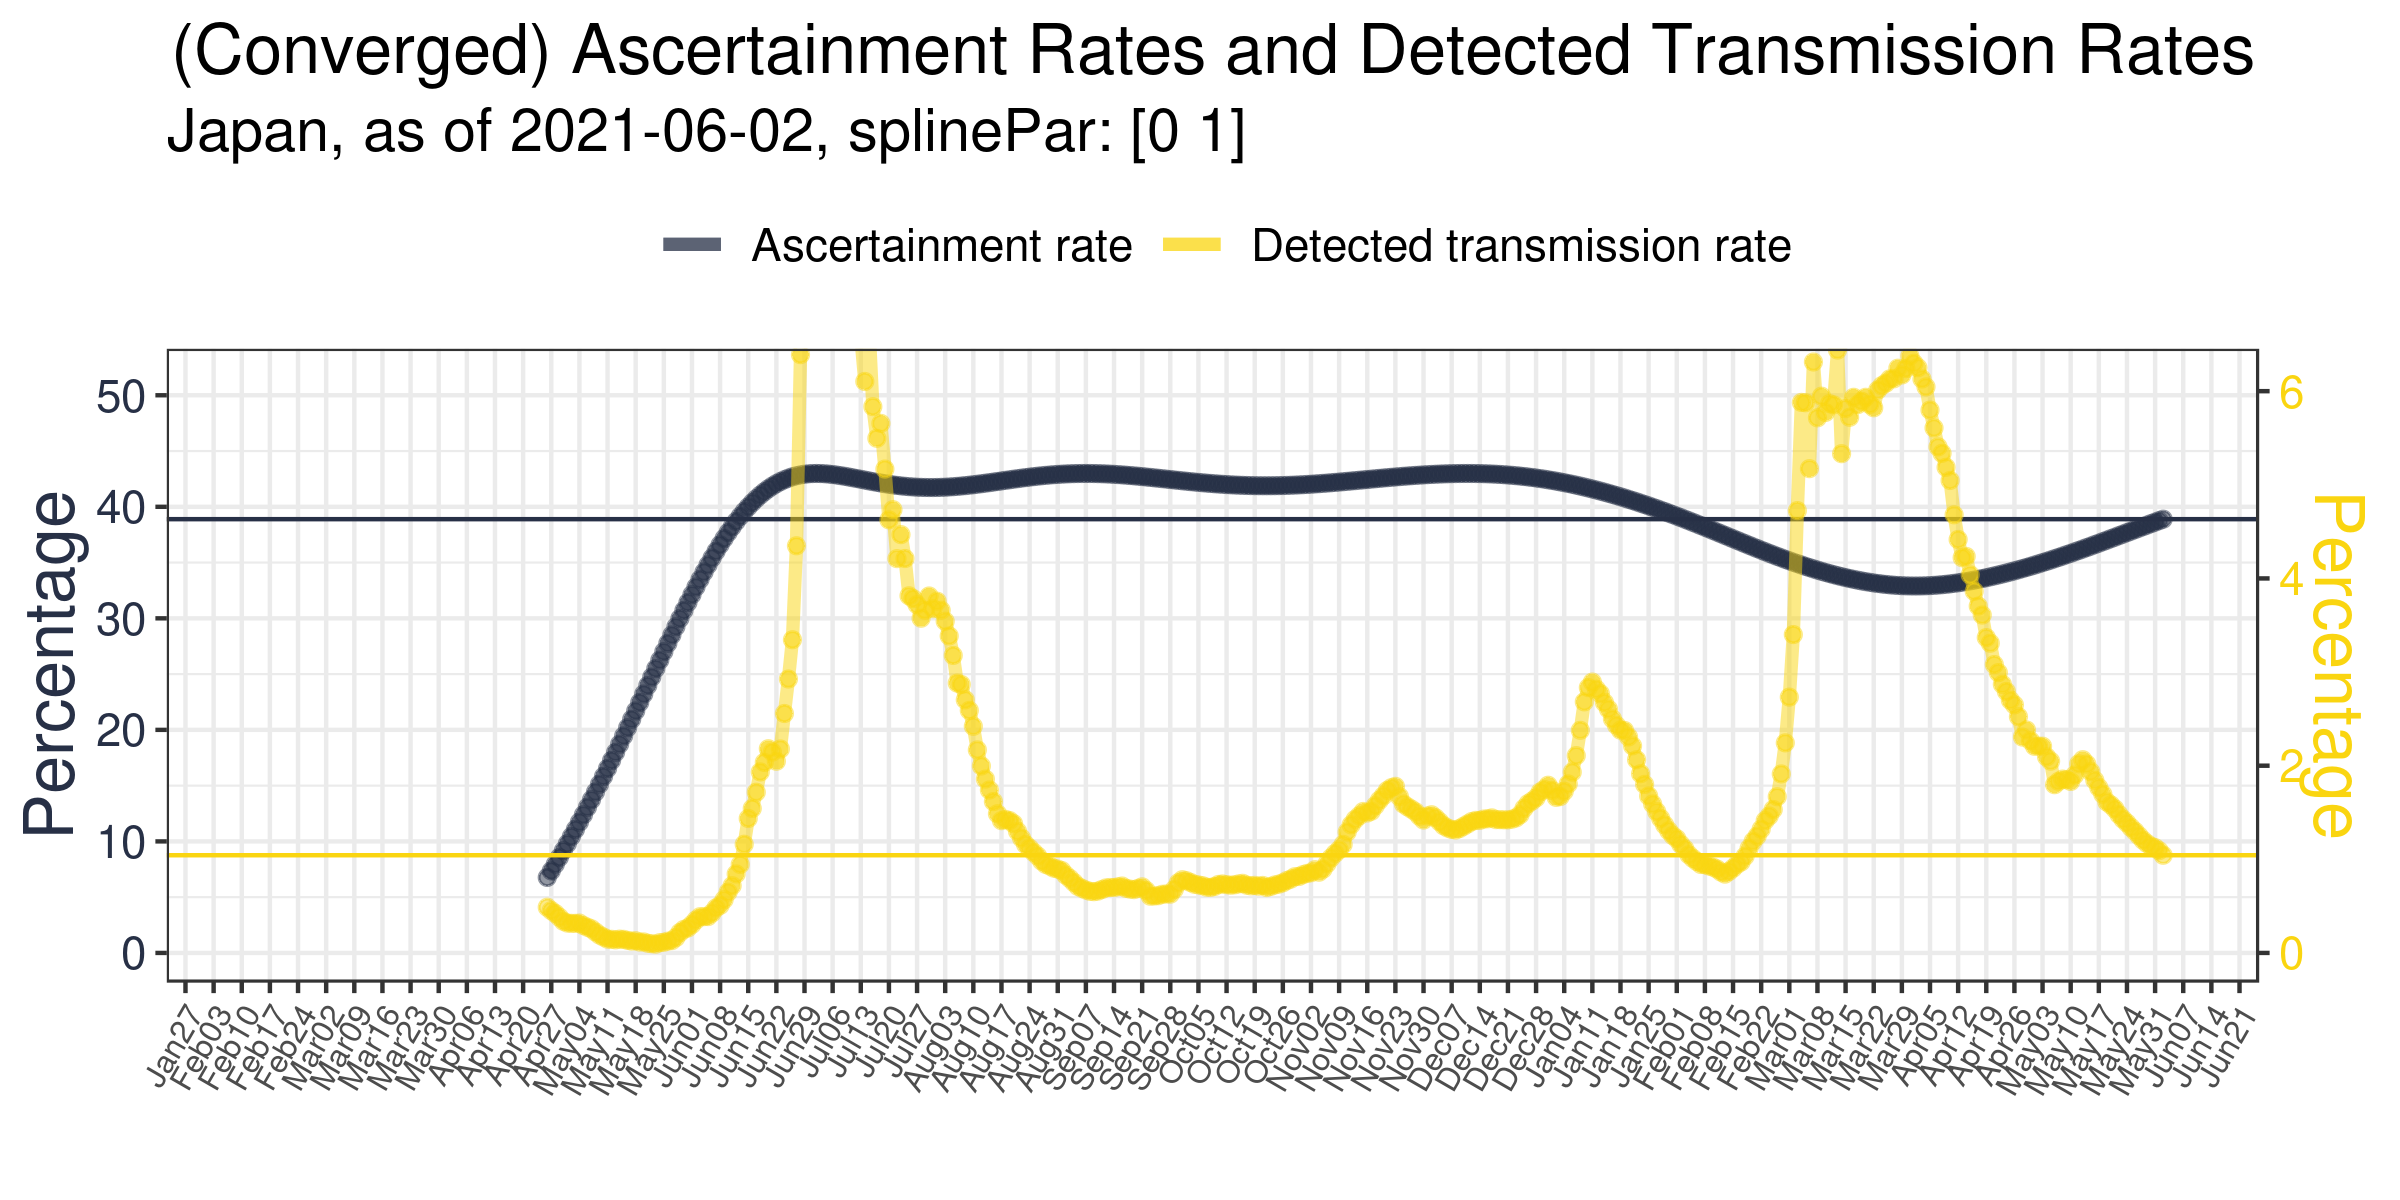 (Converged) Ascertainment Rates and Detected Transmission Rates
Japan, as of 2021-06-02, splinePar: [0 1]
Ascertainment rate Detected transmission rate
Percentage
50
40
30
20
10
0
6
4
2
0
Percentage
Jan27 Feb03 Feb10 Feb17 Feb24 Mar02 Mar09 Mar16 Mar23 Mar30 Apr06 Apr13 Apr20 Apr27 May04 May11 May18 May25 Jun01 Jun08 Jun15 Jun22 Jun29 Jul06 Jul13 Jul20 Jul27 Aug03 Aug10 Aug17 Aug24 Aug31 Sep07 Sep14 Sep21 Sep28 Oct05 Oct12 Oct19 Oct26 Nov02 Nov09 Nov16 Nov23 Nov30 Dec07 Dec14 Dec21 Dec28 Jan04 Jan11 Jan18 Jan25 Feb01 Feb08 Feb15 Feb22 Mar01 Mar08 Mar15 Mar22 Mar29 Apr05 Apr12 Apr19 Apr26 May03 May10 May17 May24 May31 Jun07 Jun14 Jun21